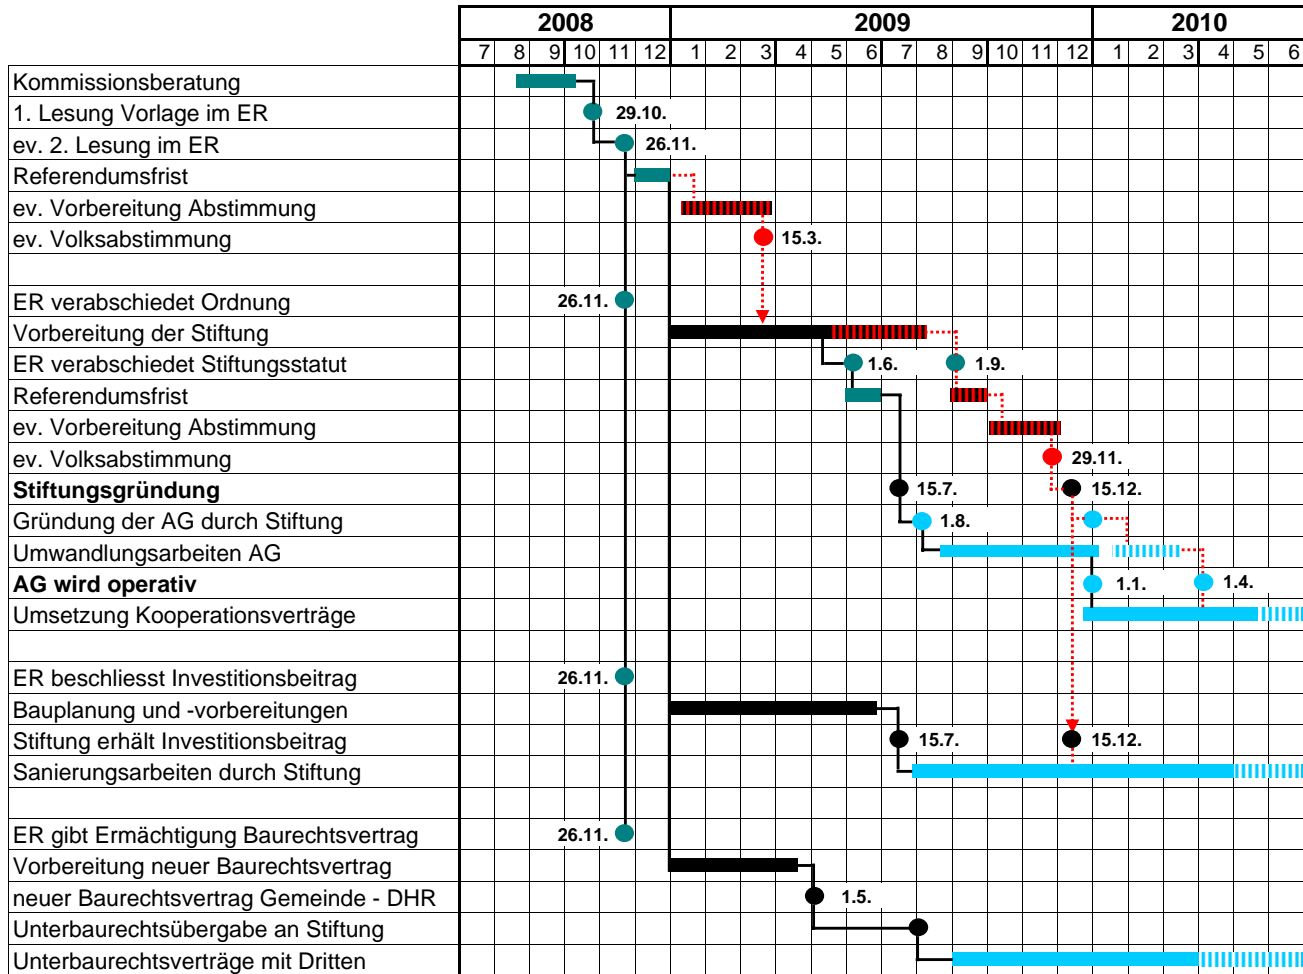 2008 2009 2010
7 8 9 10 11 12 1 2 3 4 5 6 7 8 9 10 11 12 1 2 3 4 5 6
Kommissionsberatung
1. Lesung Vorlage im ER 29.10.
ev. 2. Lesung im ER 26.11.
Referendumsfrist
ev. Vorbereitung Abstimmung
ev. Volksabstimmung 15.3.
ER verabschiedet Ordnung 26.11.
Vorbereitung der Stiftung
ER verabschiedet Stiftungsstatut 1.6. 1.9.
Referendumsfrist
ev. Vorbereitung Abstimmung
ev. Volksabstimmung 29.11.
Stiftungsgründung 15.7. 15.12.
Gründung der AG durch Stiftung 1.8.
Umwandlungsarbeiten AG
AG wird operativ 1.1. 1.4.
Umsetzung Kooperationsverträge
ER beschliesst Investitionsbeitrag 26.11.
Bauplanung und -vorbereitungen
Stiftung erhält Investitionsbeitrag 15.7. 15.12.
Sanierungsarbeiten durch Stiftung
ER gibt Ermächtigung Baurechtsvertrag 26.11.
Vorbereitung neuer Baurechtsvertrag
neuer Baurechtsvertrag Gemeinde - DHR 1.5.
Unterbaurechtsübergabe an Stiftung
Unterbaurechtsverträge mit Dritten